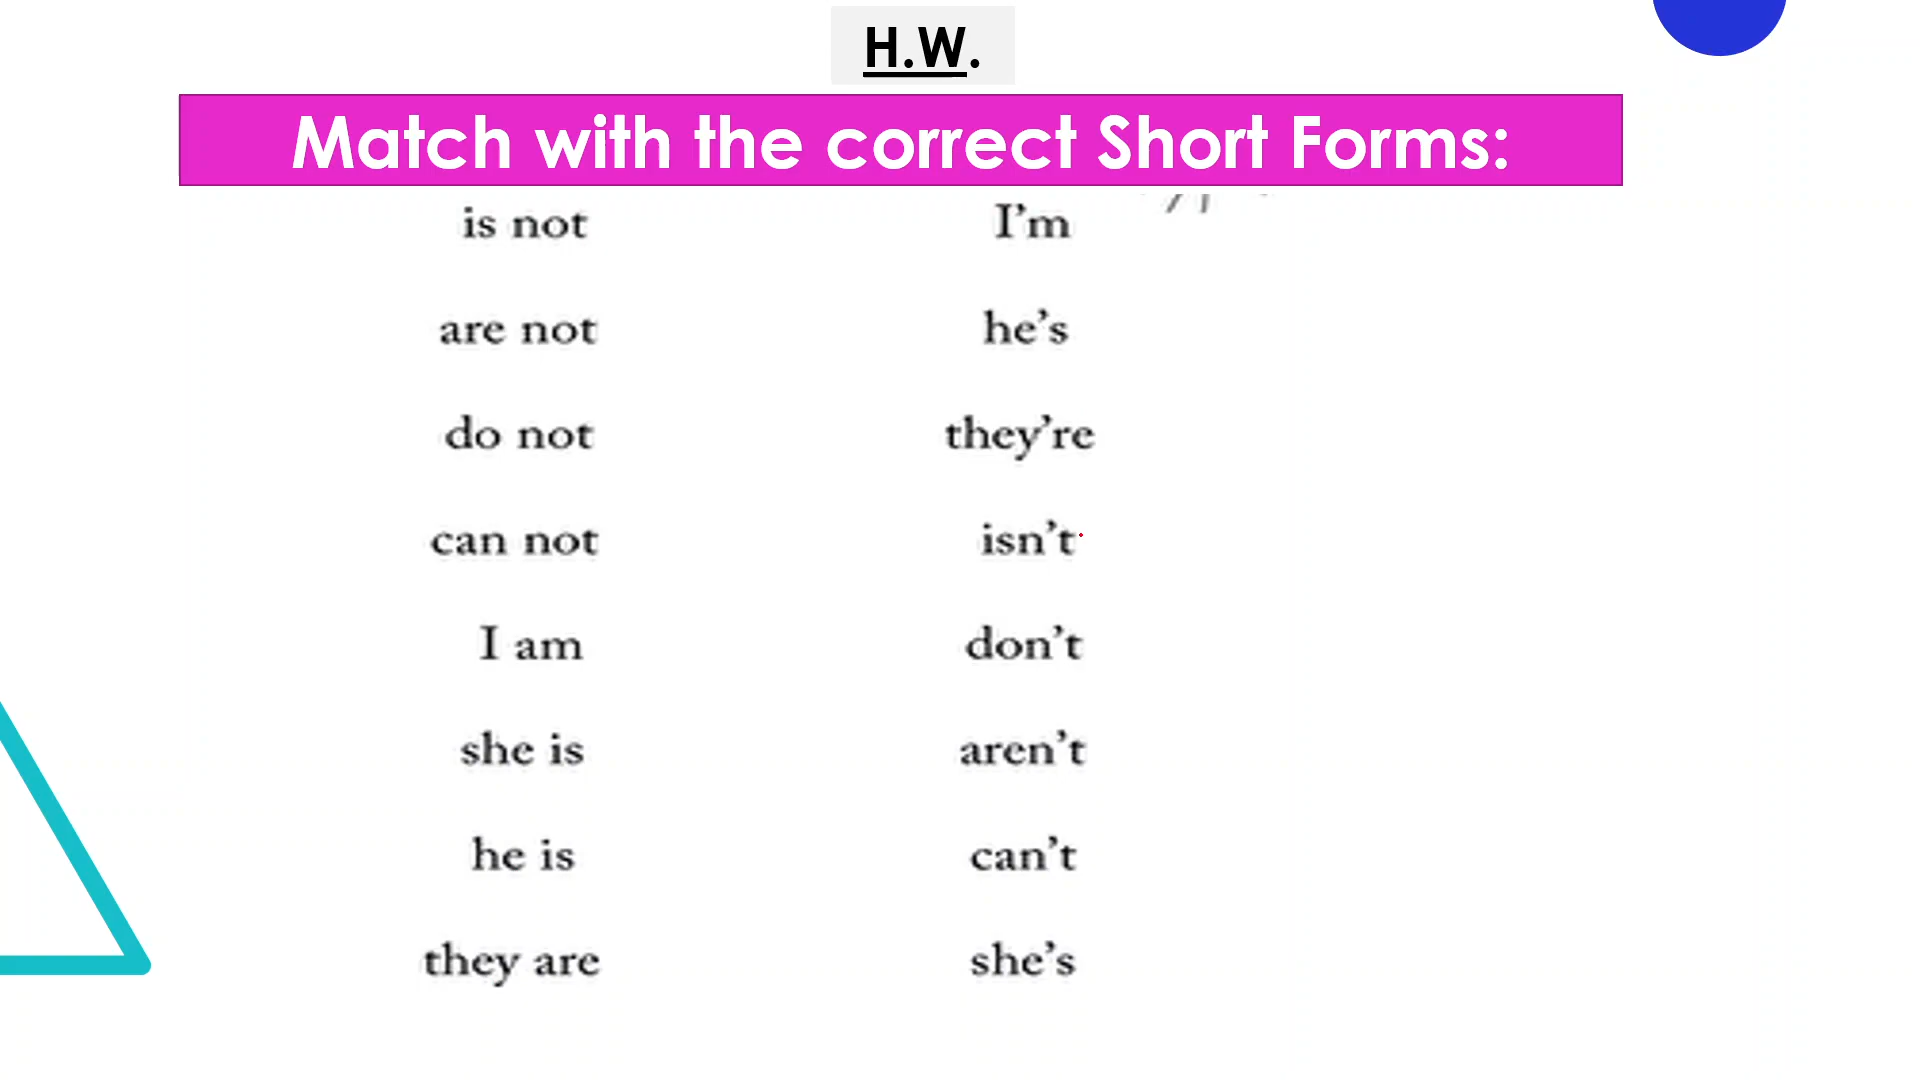 H.W.
Match with the correct Short Forms:
is not I’m
are not he’s
do not they’re
can not isn’t
I am don’t
she is aren’t
he is can’t
they are she’s